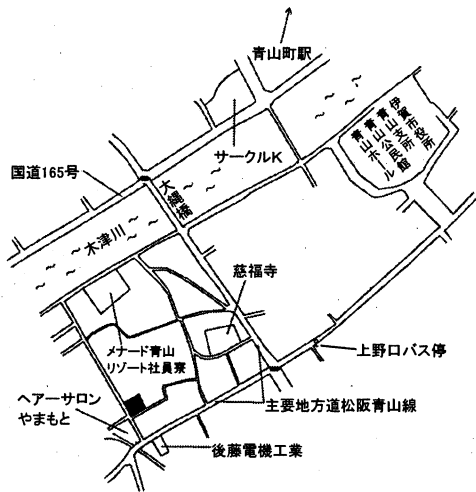 青山町駅
サークルK
伊賀市役所
青山支所
青山公民館
青山ホール
国道165号
大綱橋
木津川
慈福寺
メナード青山
リゾート社員寮
上野口バス停
ヘアーサロン
やまもと
主要地方道松阪青山線
後藤電機工業